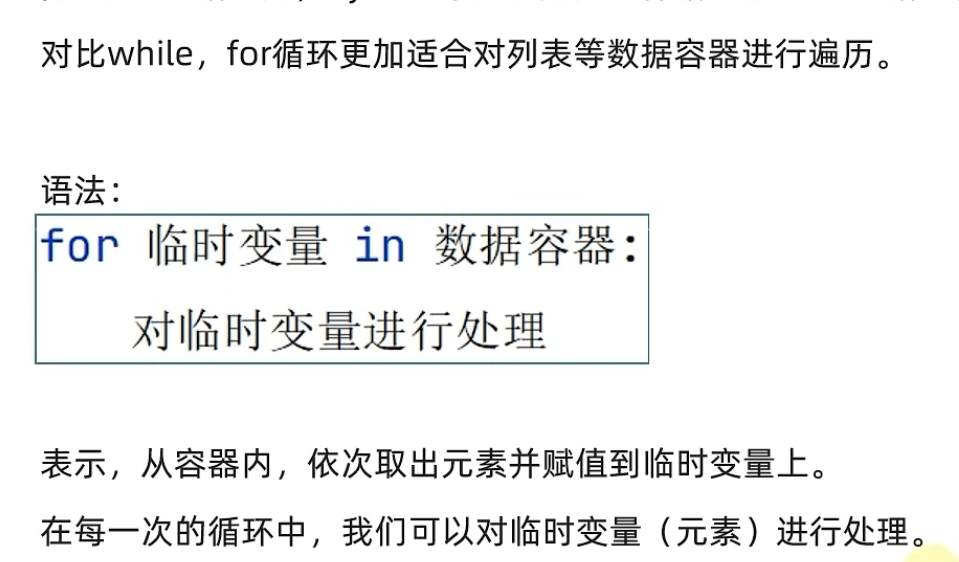 对比while，for循环更加适合对列表等数据容器进行遍历。
语法：
for 临时变量 in 数据容器:
对临时变量进行处理
表示，从容器内，依次取出元素并赋值到临时变量上。
在每一次的循环中，我们可以对临时变量（元素）进行处理。